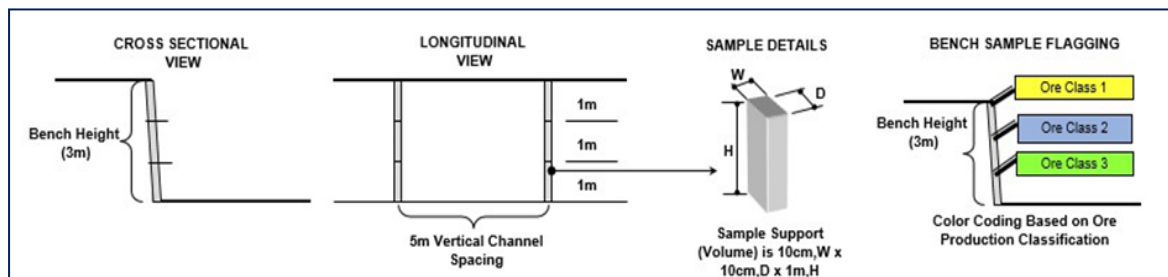 CROSS SECTIONAL
VIEW
Bench Height
(3m)
LONGITUDINAL
VIEW
1m
1m
1m
5m Vertical Channel
Spacing
SAMPLE DETAILS
W
D
H
Sample Support
(Volume) is 10cm,W x
10cm,D x 1m,H
BENCH SAMPLE FLAGGING
Ore Class 1
Bench Height
(3m)
Ore Class 2
Ore Class 3
Color Coding Based on Ore
Production Classification